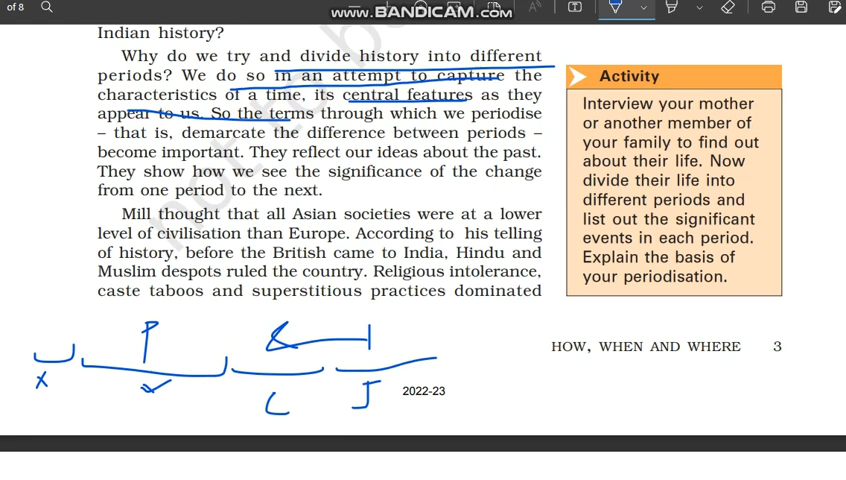 of 8
WWW.BANDICAM.COM
Indian history?
Why do we try and divide history into different
periods? We do so in an attempt to capture the
characteristics of a time, its central features as they
appear to us. So the terms through which we periodise
– that is, demarcate the difference between periods –
become important. They reflect our ideas about the past.
They show how we see the significance of the change
from one period to the next.
Mill thought that all Asian societies were at a lower
level of civilisation than Europe. According to his telling
of history, before the British came to India, Hindu and
Muslim despots ruled the country. Religious intolerance,
caste taboos and superstitious practices dominated
Activity
Interview your mother
or another member of
your family to find out
about their life. Now
divide their life into
different periods and
list out the significant
events in each period.
Explain the basis of
your periodisation.
P
X
C J
HOW, WHEN AND WHERE 3
2022-23